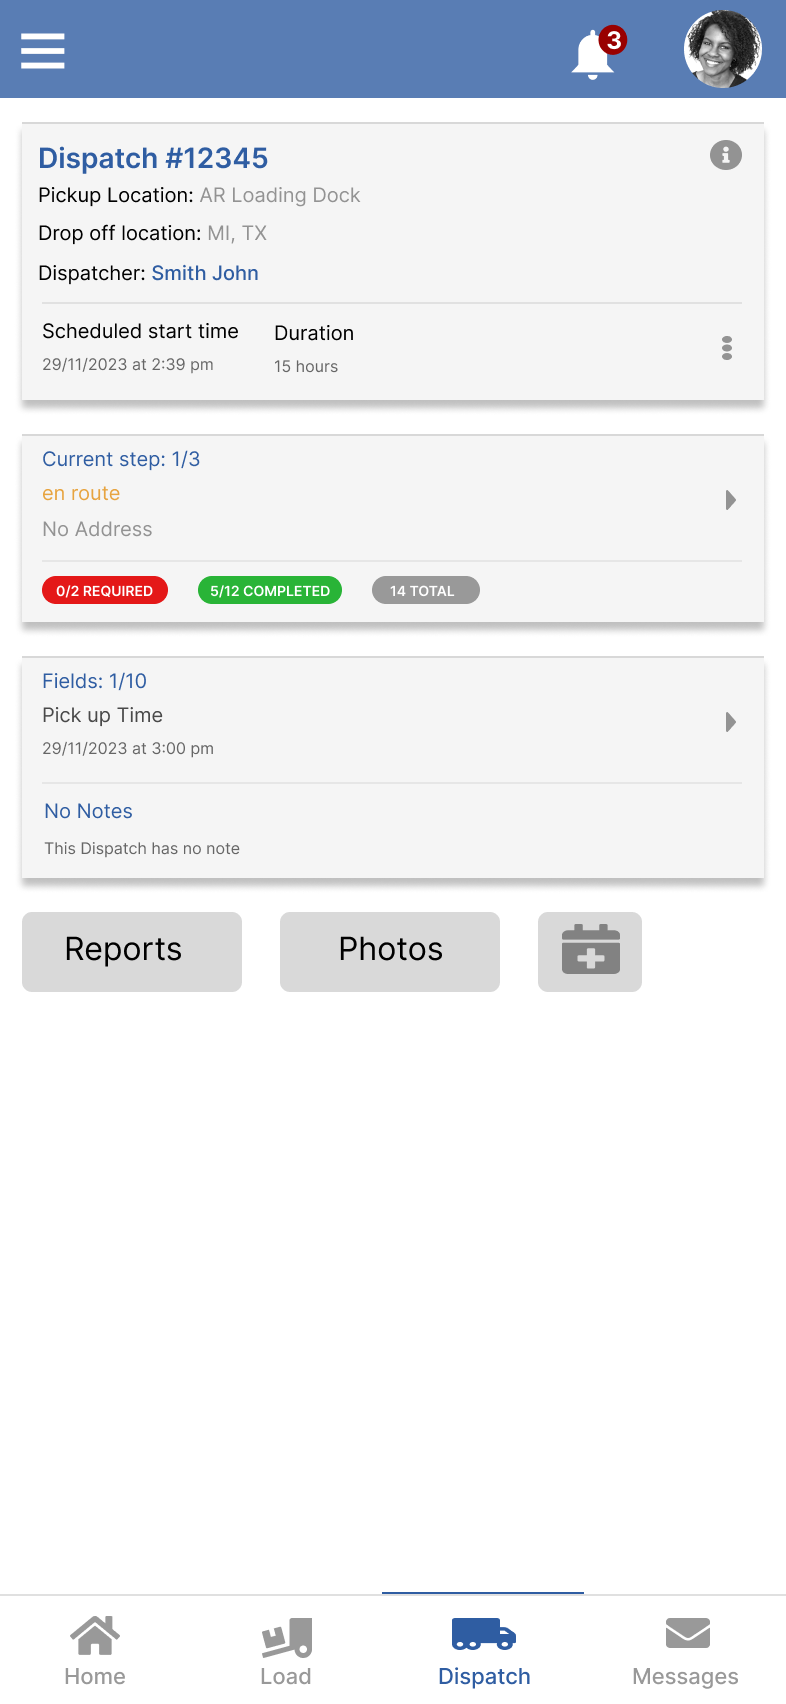 3
Dispatch #12345
Pickup Location: AR Loading Dock
Drop off location: MI, TX
Dispatcher: Smith John
Scheduled start time
29/11/2023 at 2:39 pm
Duration
15 hours
Current step: 1/3
en route
No Address
0/2 REQUIRED
5/12 COMPLETED
14 TOTAL
Fields: 1/10
Pick up Time
29/11/2023 at 3:00 pm
No Notes
This Dispatch has no note
Reports
Photos
Home
Load
Dispatch
Messages